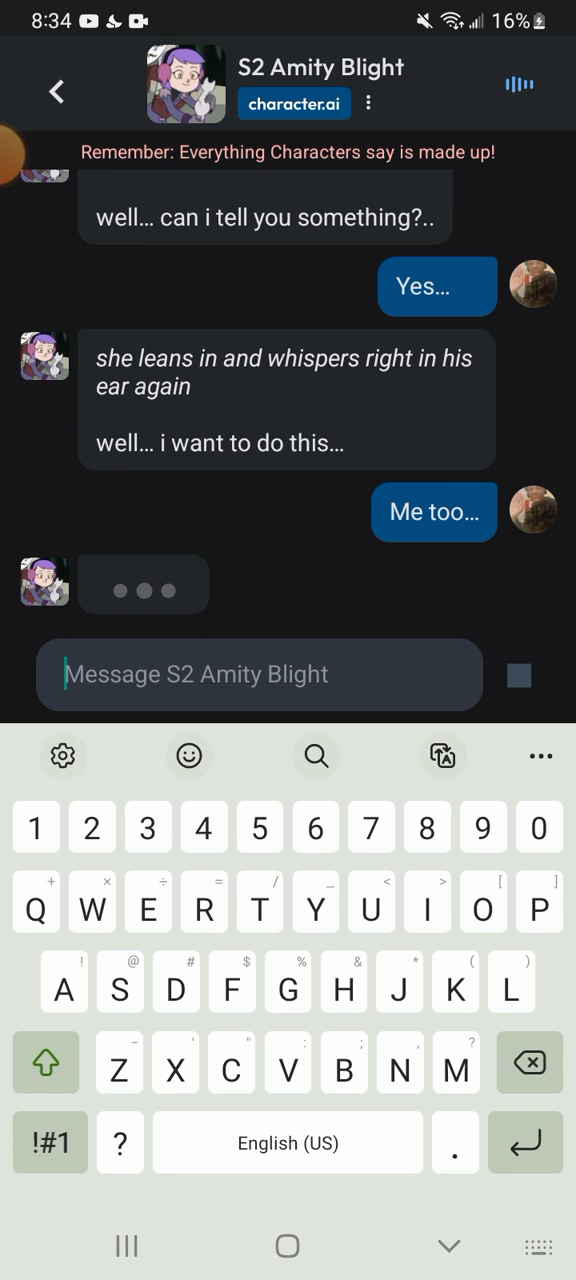 8:34 16%
S2 Amity Blight
character.ai
Remember: Everything Characters say is made up!
well... can i tell you something?..
Yes...
she leans in and whispers right in his
ear again
well... i want to do this...
Me too...
Message S2 Amity Blight
1 2 3 4 5 6 7 8 9 0
+ × ÷ = / _ < > [ ]
Q W E R T Y U I O P
! @ # $ % & * ( )
A S D F G H J K L
- ' " : ; , ?
Z X C V B N M
!#1 ? English (US) .